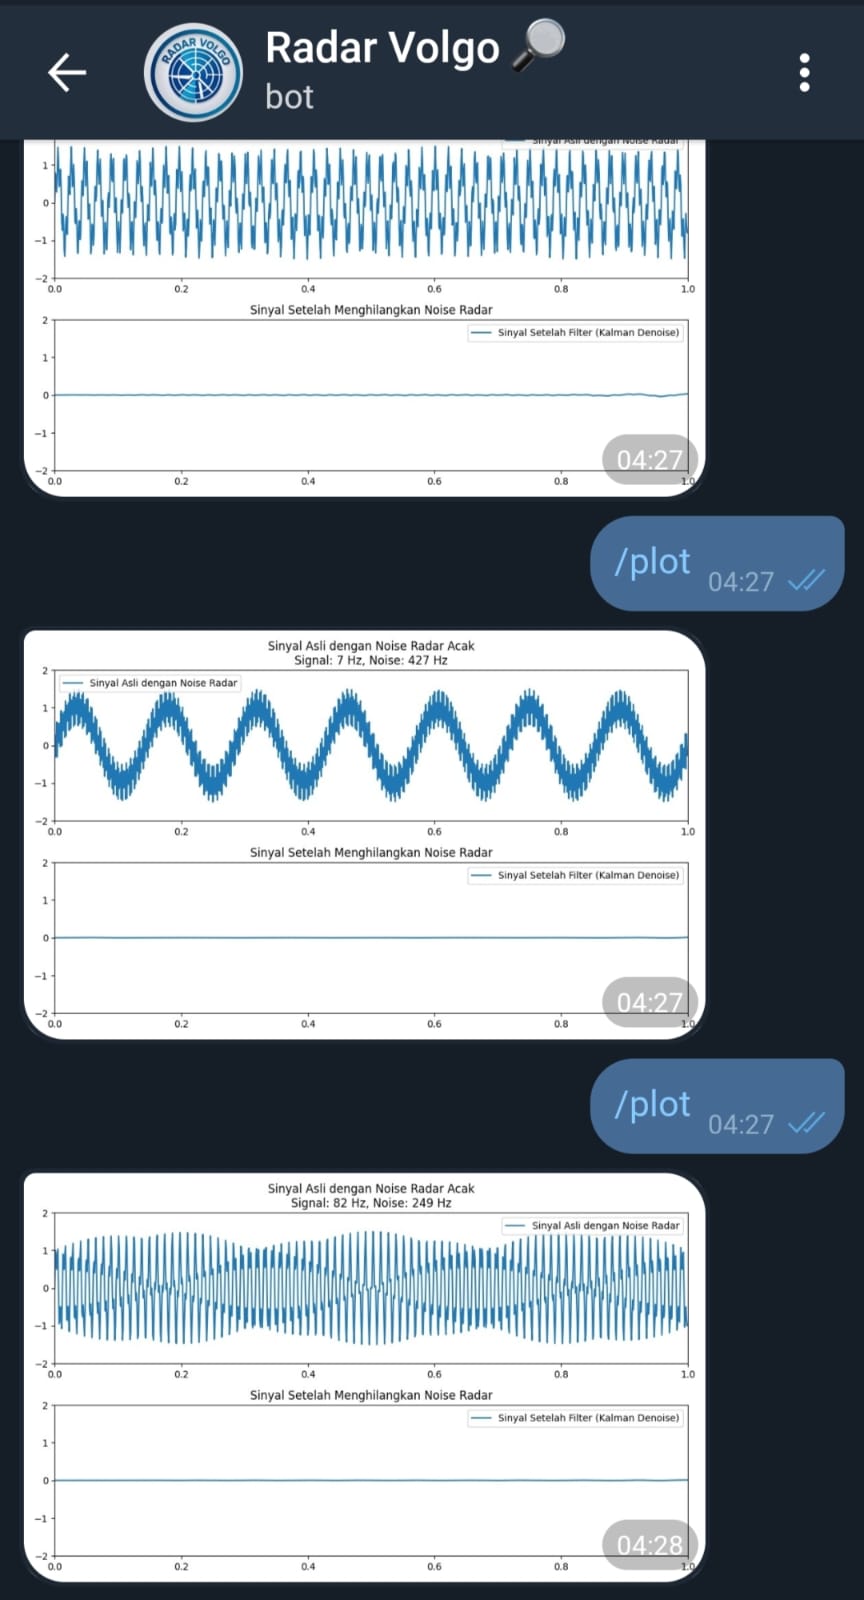 RADAR VOLGO
Radar Volgo
bot
Sinyal Asli dengan Noise Radar
1
0
−1
−2
0.0 0.2 0.4 0.6 0.8 1.0
Sinyal Setelah Menghilangkan Noise Radar
2
Sinyal Setelah Filter (Kalman Denoise)
1
0
−1
−2
0.0 0.2 0.4 0.6 0.8 1.0
04:27
/plot 04:27
Sinyal Asli dengan Noise Radar Acak
Signal: 7 Hz, Noise: 427 Hz
2
Sinyal Asli dengan Noise Radar
1
0
−1
−2
0.0 0.2 0.4 0.6 0.8 1.0
Sinyal Setelah Menghilangkan Noise Radar
2
Sinyal Setelah Filter (Kalman Denoise)
1
0
−1
−2
0.0 0.2 0.4 0.6 0.8 1.0
04:27
/plot 04:27
Sinyal Asli dengan Noise Radar Acak
Signal: 82 Hz, Noise: 249 Hz
2
Sinyal Asli dengan Noise Radar
1
0
−1
−2
0.0 0.2 0.4 0.6 0.8 1.0
Sinyal Setelah Menghilangkan Noise Radar
2
Sinyal Setelah Filter (Kalman Denoise)
1
0
−1
−2
0.0 0.2 0.4 0.6 0.8 1.0
04:28